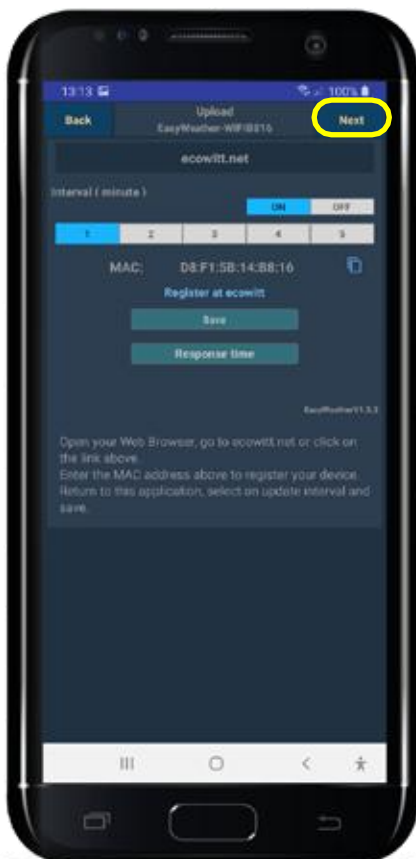 13:13 100%
Back Upload Next
EasyWeather-WIFIB816
ecowitt.net
Interval ( minute )
ON OFF
1 2 3 4 5
MAC: D8:F1:5B:14:B8:16
Register at ecowitt
Save
Response time
EasyWeatherV1.5.3
Open your Web Browser, go to ecowitt.net or click on
the link above.
Enter the MAC address above to register your device.
Return to this application, select an update interval and
save.